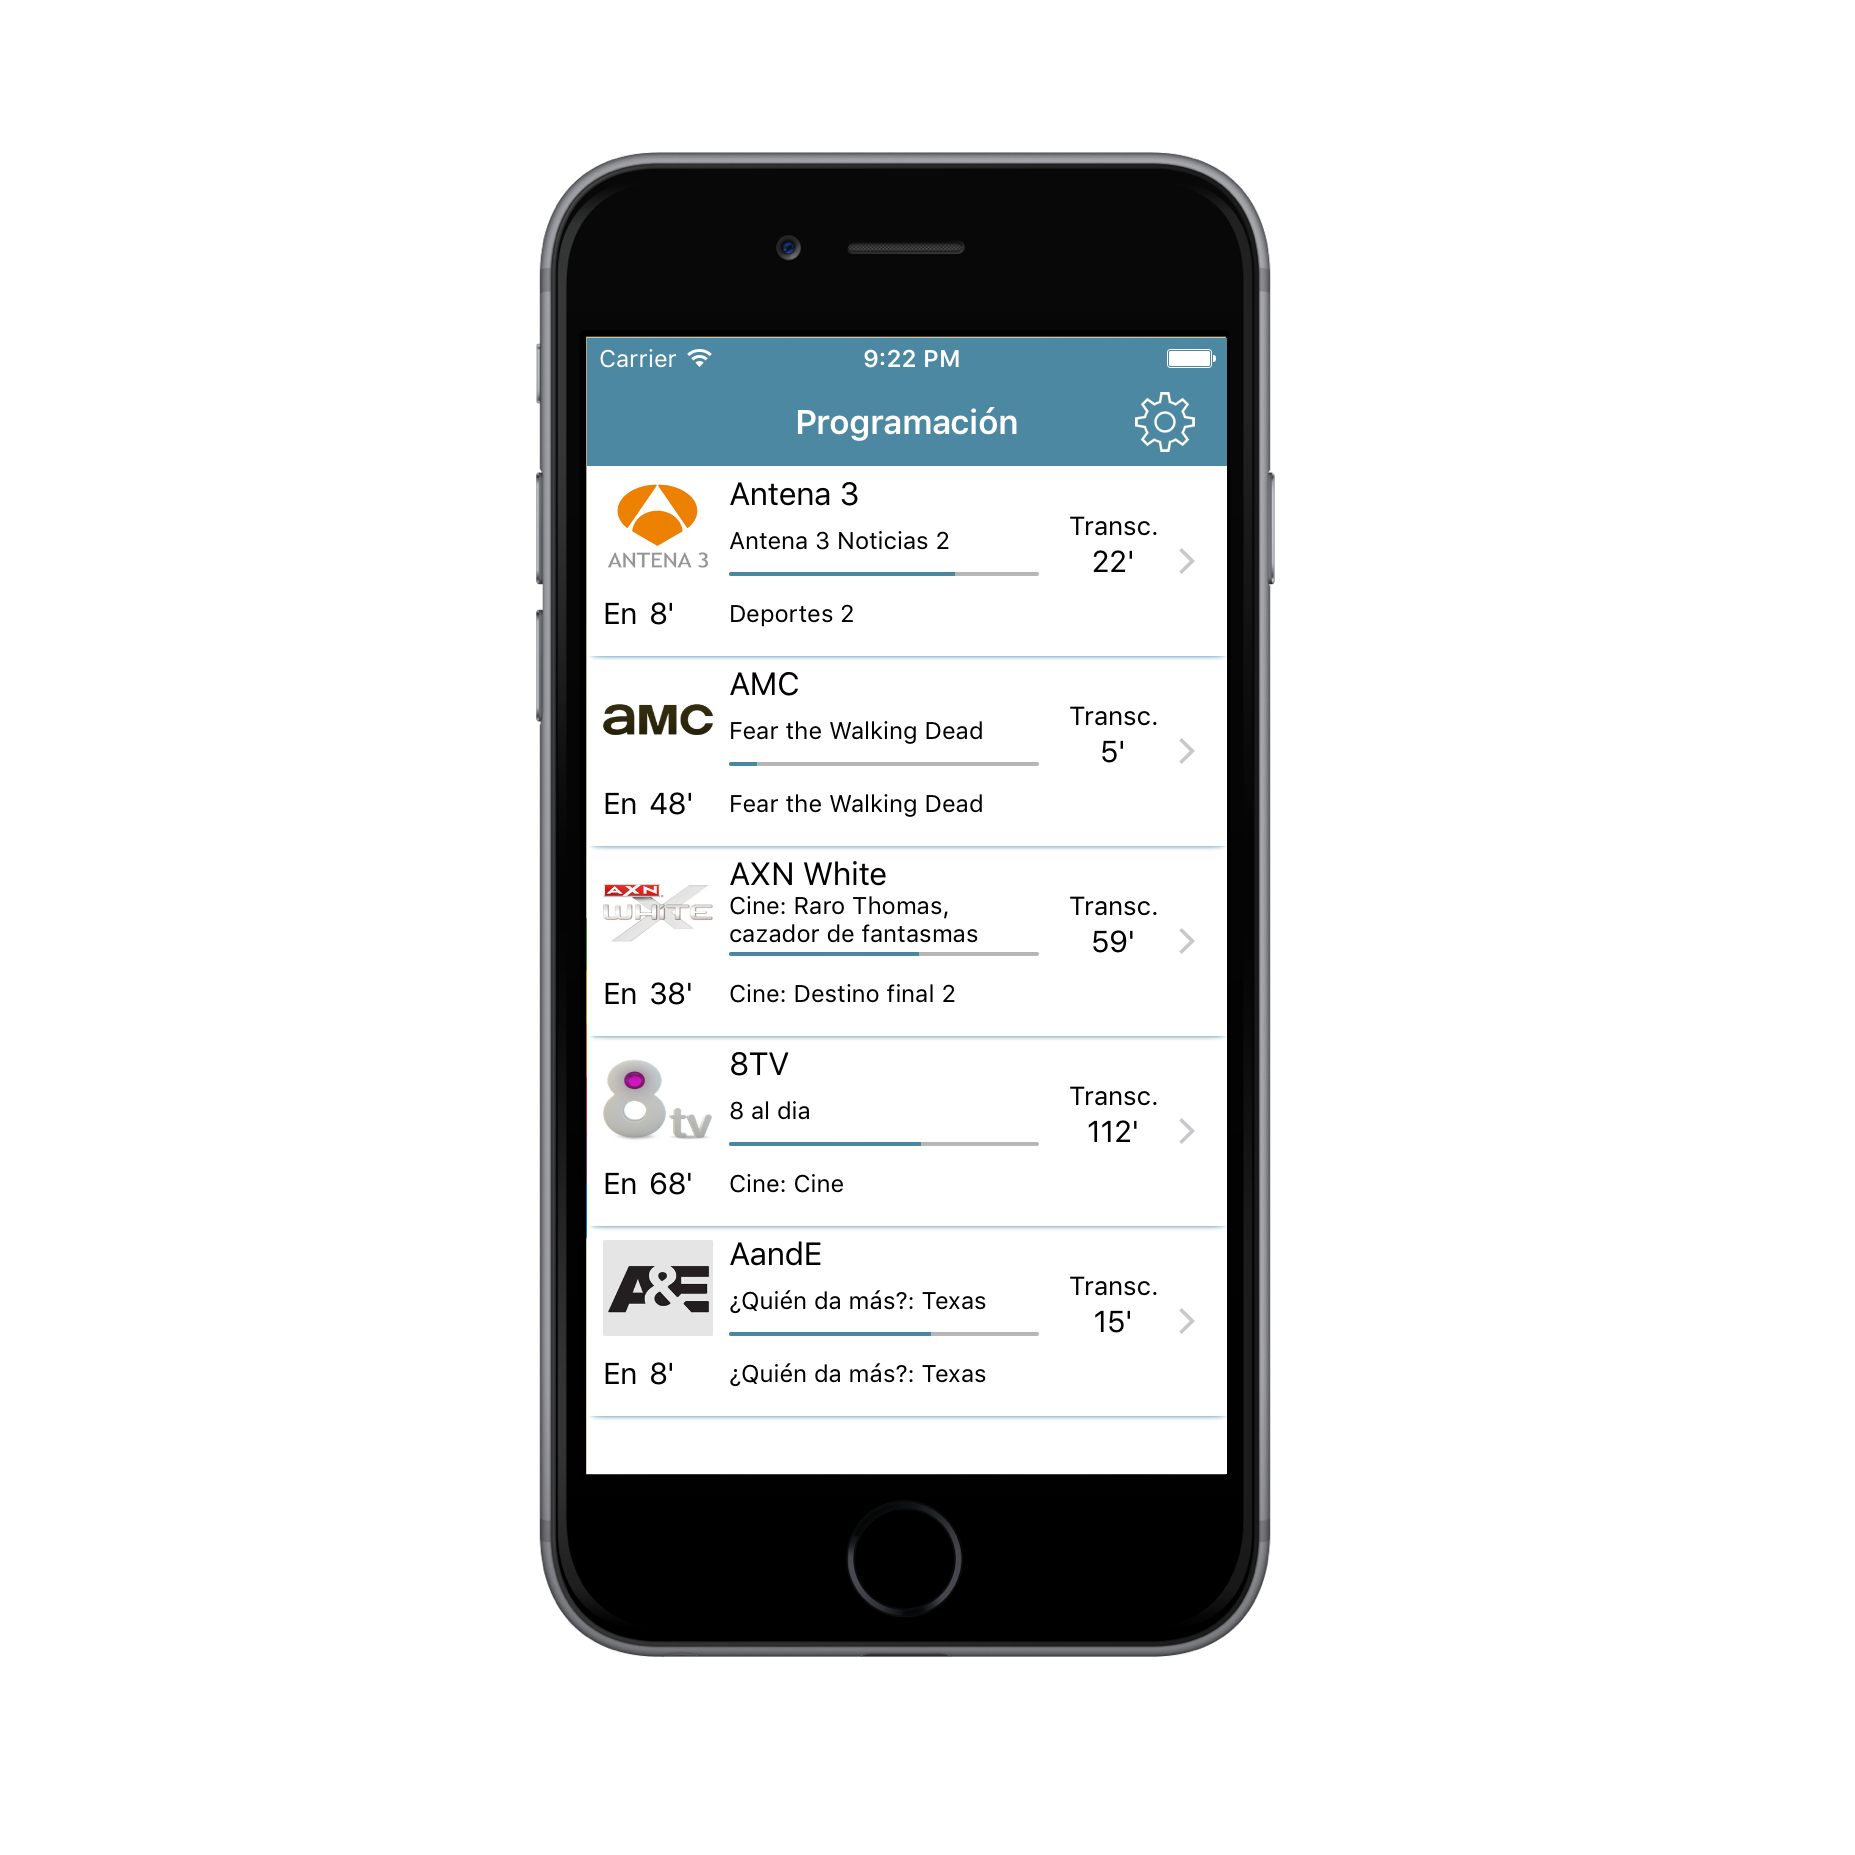 Carrier 9:22 PM
Programación
Antena 3
ANTENA 3
Antena 3 Noticias 2
Transc.
22'
En 8' Deportes 2
AMC
aMC
Fear the Walking Dead
Transc.
5'
En 48' Fear the Walking Dead
AXN White
AXN
WHITE
Cine: Raro Thomas,
cazador de fantasmas
Transc.
59'
En 38' Cine: Destino final 2
8TV
8tv
8 al dia
Transc.
112'
En 68' Cine: Cine
AandE
A&E
¿Quién da más?: Texas
Transc.
15'
En 8' ¿Quién da más?: Texas